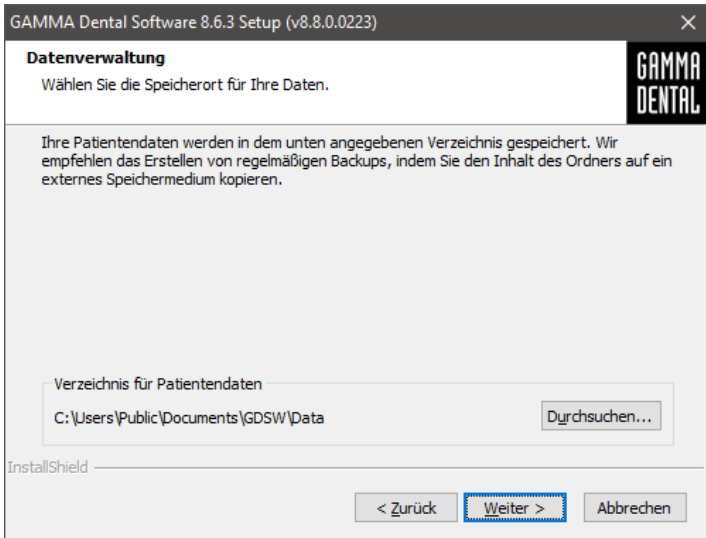 GAMMA Dental Software 8.6.3 Setup (v8.8.0.0223)
Datenverwaltung
Wählen Sie die Speicherort für Ihre Daten.
GAMMA
DENTAL
Ihre Patientendaten werden in dem unten angegebenen Verzeichnis gespeichert. Wir
empfehlen das Erstellen von regelmäßigen Backups, indem Sie den Inhalt des Ordners auf ein
externes Speichermedium kopieren.
Verzeichnis für Patientendaten
C:\Users\Public\Documents\GDSW\Data
Durchsuchen...
InstallShield
< Zurück
Weiter >
Abbrechen